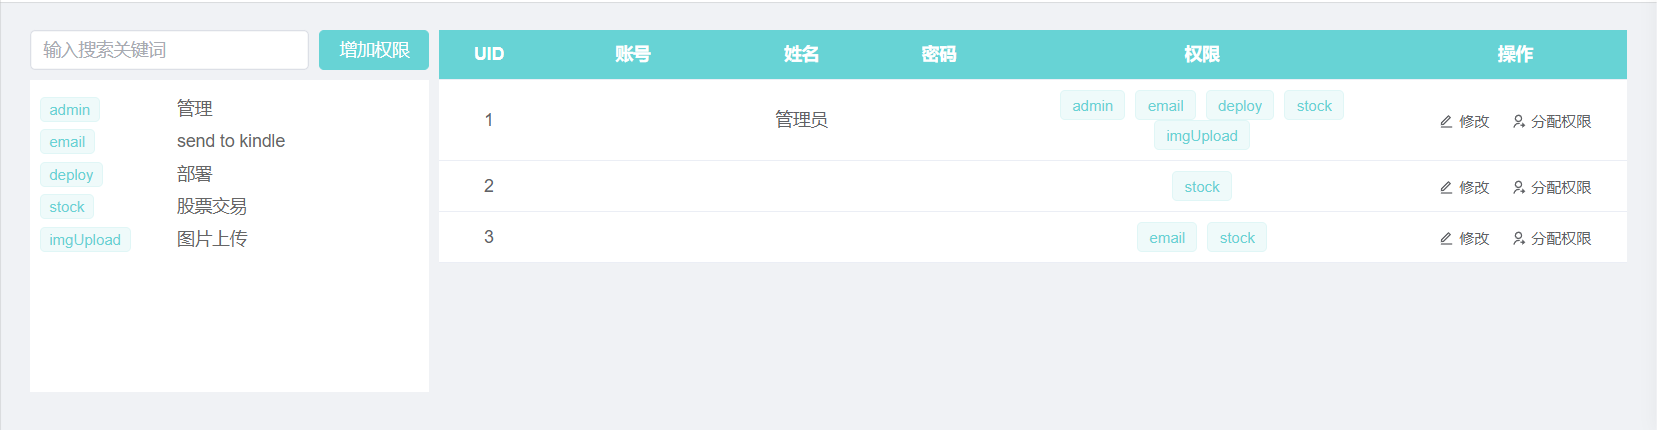 输入搜索关键词 增加权限
admin 管理
email send to kindle
deploy 部署
stock 股票交易
imgUpload 图片上传
UID 账号 姓名 密码 权限 操作
1 管理员 admin email deploy stock 修改 分配权限
imgUpload
2 stock 修改 分配权限
3 email stock 修改 分配权限